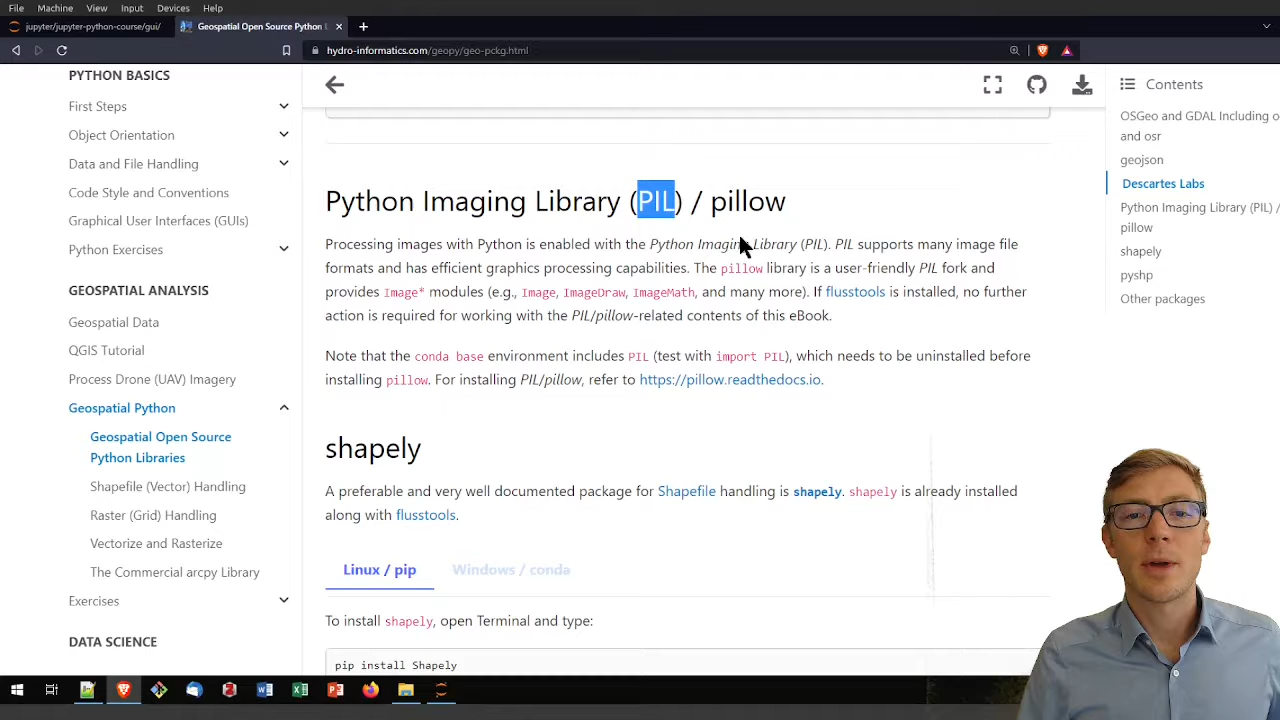 File Machine View Input Devices Help
jupyter/jupyter-python-course/gui/
Geospatial Open Source Python
hydro-informatics.com/geopy/geo-pckg.html
PYTHON BASICS
First Steps
Object Orientation
Data and File Handling
Code Style and Conventions
Graphical User Interfaces (GUIs)
Python Exercises
GEOSPATIAL ANALYSIS
Geospatial Data
QGIS Tutorial
Process Drone (UAV) Imagery
Geospatial Python
Geospatial Open Source
Python Libraries
Shapefile (Vector) Handling
Raster (Grid) Handling
Vectorize and Rasterize
The Commercial arcpy Library
Exercises
DATA SCIENCE
Python Imaging Library (PIL) / pillow
Processing images with Python is enabled with the Python Imaging Library (PIL). PIL supports many image file
formats and has efficient graphics processing capabilities. The pillow library is a user-friendly PIL fork and
provides Image* modules (e.g., Image, ImageDraw, ImageMath, and many more). If flusstools is installed, no further
action is required for working with the PIL/pillow-related contents of this eBook.
Note that the conda base environment includes PIL (test with import PIL), which needs to be uninstalled before
installing pillow. For installing PIL/pillow, refer to https://pillow.readthedocs.io.
shapely
A preferable and very well documented package for Shapefile handling is shapely. shapely is already installed
along with flusstools.
Linux / pip Windows / conda
To install shapely, open Terminal and type:
pip install Shapely
Contents
OSGeo and GDAL Including o
and osr
geojson
Descartes Labs
Python Imaging Library (PIL) /
pillow
shapely
pyshp
Other packages